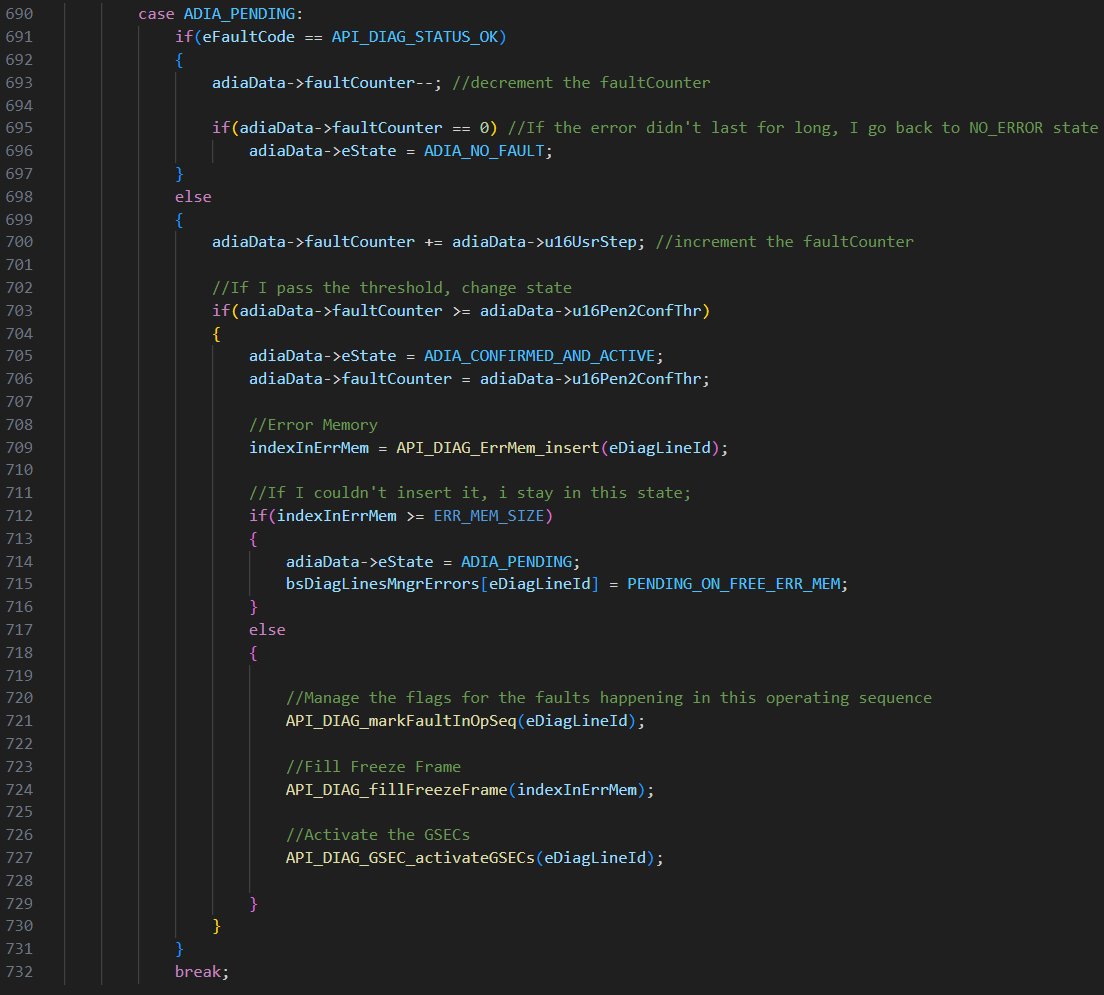 690 case ADIA_PENDING:
691 if(eFaultCode == API_DIAG_STATUS_OK)
692 {
693 adiaData->faultCounter--; //decrement the faultCounter
694
695 if(adiaData->faultCounter == 0) //If the error didn't last for long, I go back to NO_ERROR state
696 adiaData->eState = ADIA_NO_FAULT;
697 }
698 else
699 {
700 adiaData->faultCounter += adiaData->u16UsrStep; //increment the faultCounter
701
702 //If I pass the threshold, change state
703 if(adiaData->faultCounter >= adiaData->u16Pen2ConfThr)
704 {
705 adiaData->eState = ADIA_CONFIRMED_AND_ACTIVE;
706 adiaData->faultCounter = adiaData->u16Pen2ConfThr;
707
708 //Error Memory
709 indexInErrMem = API_DIAG_ErrMem_insert(eDiagLineId);
710
711 //If I couldn't insert it, i stay in this state;
712 if(indexInErrMem >= ERR_MEM_SIZE)
713 {
714 adiaData->eState = ADIA_PENDING;
715 bsDiagLinesMngrErrors[eDiagLineId] = PENDING_ON_FREE_ERR_MEM;
716 }
717 else
718 {
719
720 //Manage the flags for the faults happening in this operating sequence
721 API_DIAG_markFaultInOpSeq(eDiagLineId);
722
723 //Fill Freeze Frame
724 API_DIAG_fillFreezeFrame(indexInErrMem);
725
726 //Activate the GSECs
727 API_DIAG_GSEC_activateGSECs(eDiagLineId);
728
729 }
730 }
731 }
732 break;